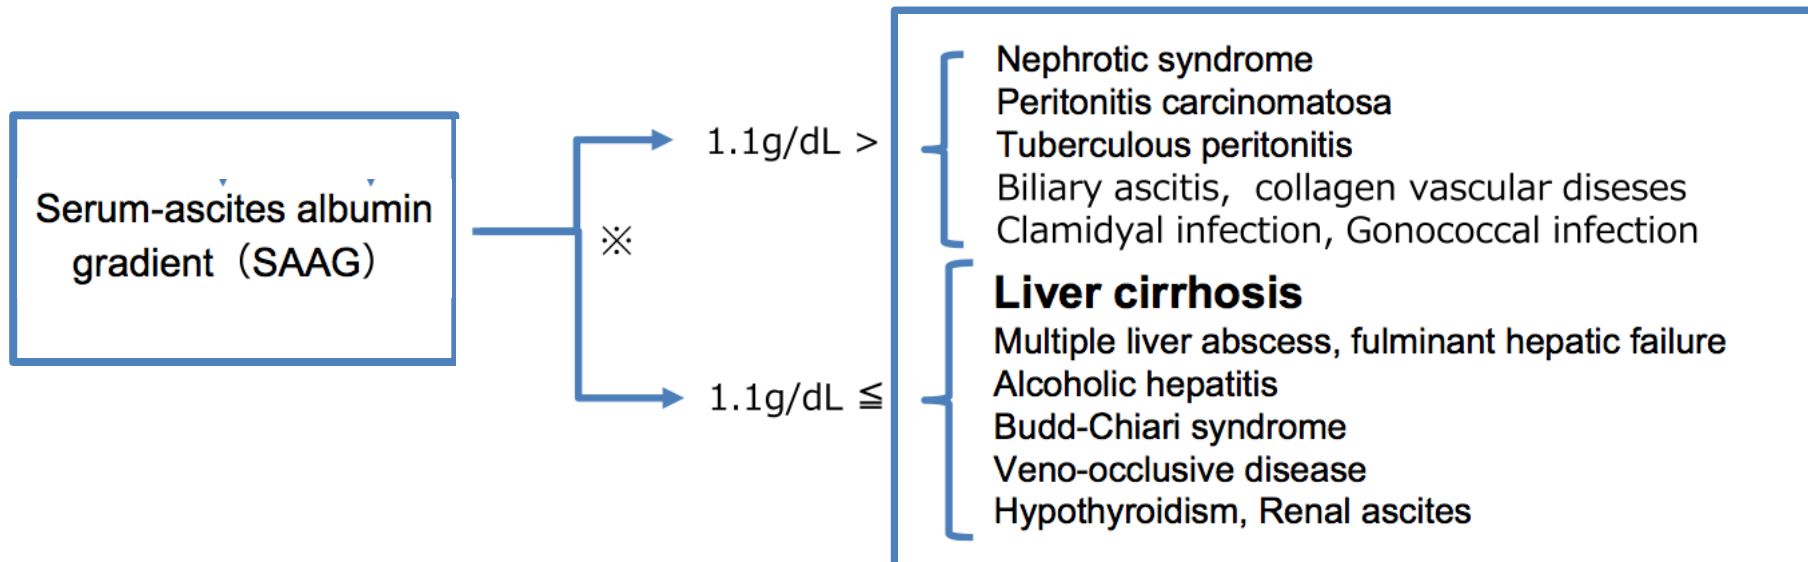 Serum-ascites albumin
gradient（SAAG）
※
1.1g/dL >
Nephrotic syndrome
Peritonitis carcinomatosa
Tuberculous peritonitis
Biliary ascitis, collagen vascular diseses
Clamidyal infection, Gonococcal infection
1.1g/dL ≦
Liver cirrhosis
Multiple liver abscess, fulminant hepatic failure
Alcoholic hepatitis
Budd-Chiari syndrome
Veno-occlusive disease
Hypothyroidism, Renal ascites